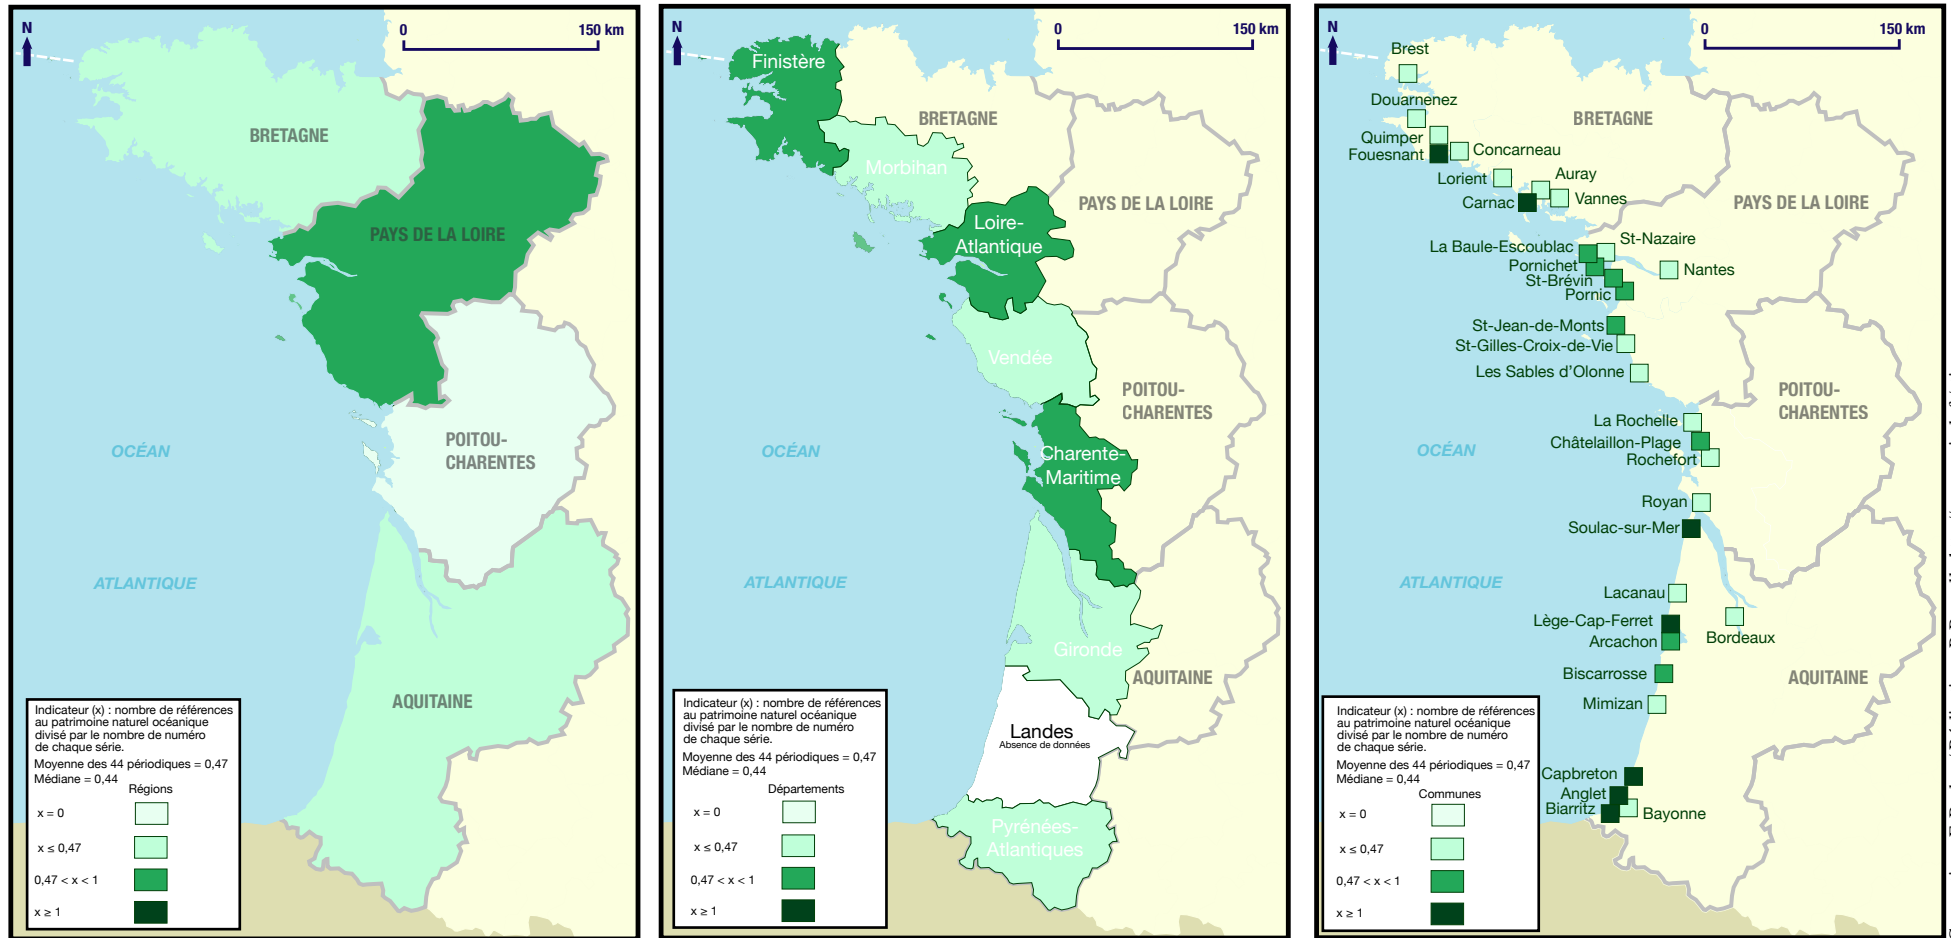 N
0 150 km
BRETAGNE
PAYS DE LA LOIRE
POITOU-
CHARENTES
OCÉAN
ATLANTIQUE
AQUITAINE
Indicateur (x) : nombre de références
au patrimoine naturel océanique
divisé par le nombre de numéro
de chaque série.
Moyenne des 44 périodiques = 0,47
Médiane = 0,44
Régions
x = 0
x ≤ 0,47
0,47 < x < 1
x ≥ 1
N
0 150 km
Finistère
BRETAGNE
Morbihan
PAYS DE LA LOIRE
Loire-
Atlantique
Vendée
POITOU-
CHARENTES
OCÉAN
Charente-
Maritime
ATLANTIQUE
Gironde
AQUITAINE
Landes
Absence de données
Pyrénées-
Atlantiques
Indicateur (x) : nombre de références
au patrimoine naturel océanique
divisé par le nombre de numéro
de chaque série.
Moyenne des 44 périodiques = 0,47
Médiane = 0,44
Départements
x = 0
x ≤ 0,47
0,47 < x < 1
x ≥ 1
N
0 150 km
Brest
Douarnenez
BRETAGNE
Quimper
Fouesnant
Concarneau
Lorient
Auray
Carnac
Vannes
PAYS DE LA LOIRE
La Baule-Escoublac
St-Nazaire
Pornichet
Nantes
St-Brévin
Pornic
St-Jean-de-Monts
St-Gilles-Croix-de-Vie
Les Sables d'Olonne
POITOU-
CHARENTES
La Rochelle
Châtelaillon-Plage
Rochefort
OCÉAN
Royan
Soulac-sur-Mer
ATLANTIQUE
Lacanau
Lège-Cap-Ferret
Arcachon
Bordeaux
Biscarrosse
AQUITAINE
Mimizan
Capbreton
Anglet
Biarritz
Bayonne
Indicateur (x) : nombre de références
au patrimoine naturel océanique
divisé par le nombre de numéro
de chaque série.
Moyenne des 44 périodiques = 0,47
Médiane = 0,44
Communes
x = 0
x ≤ 0,47
0,47 < x < 1
x ≥ 1